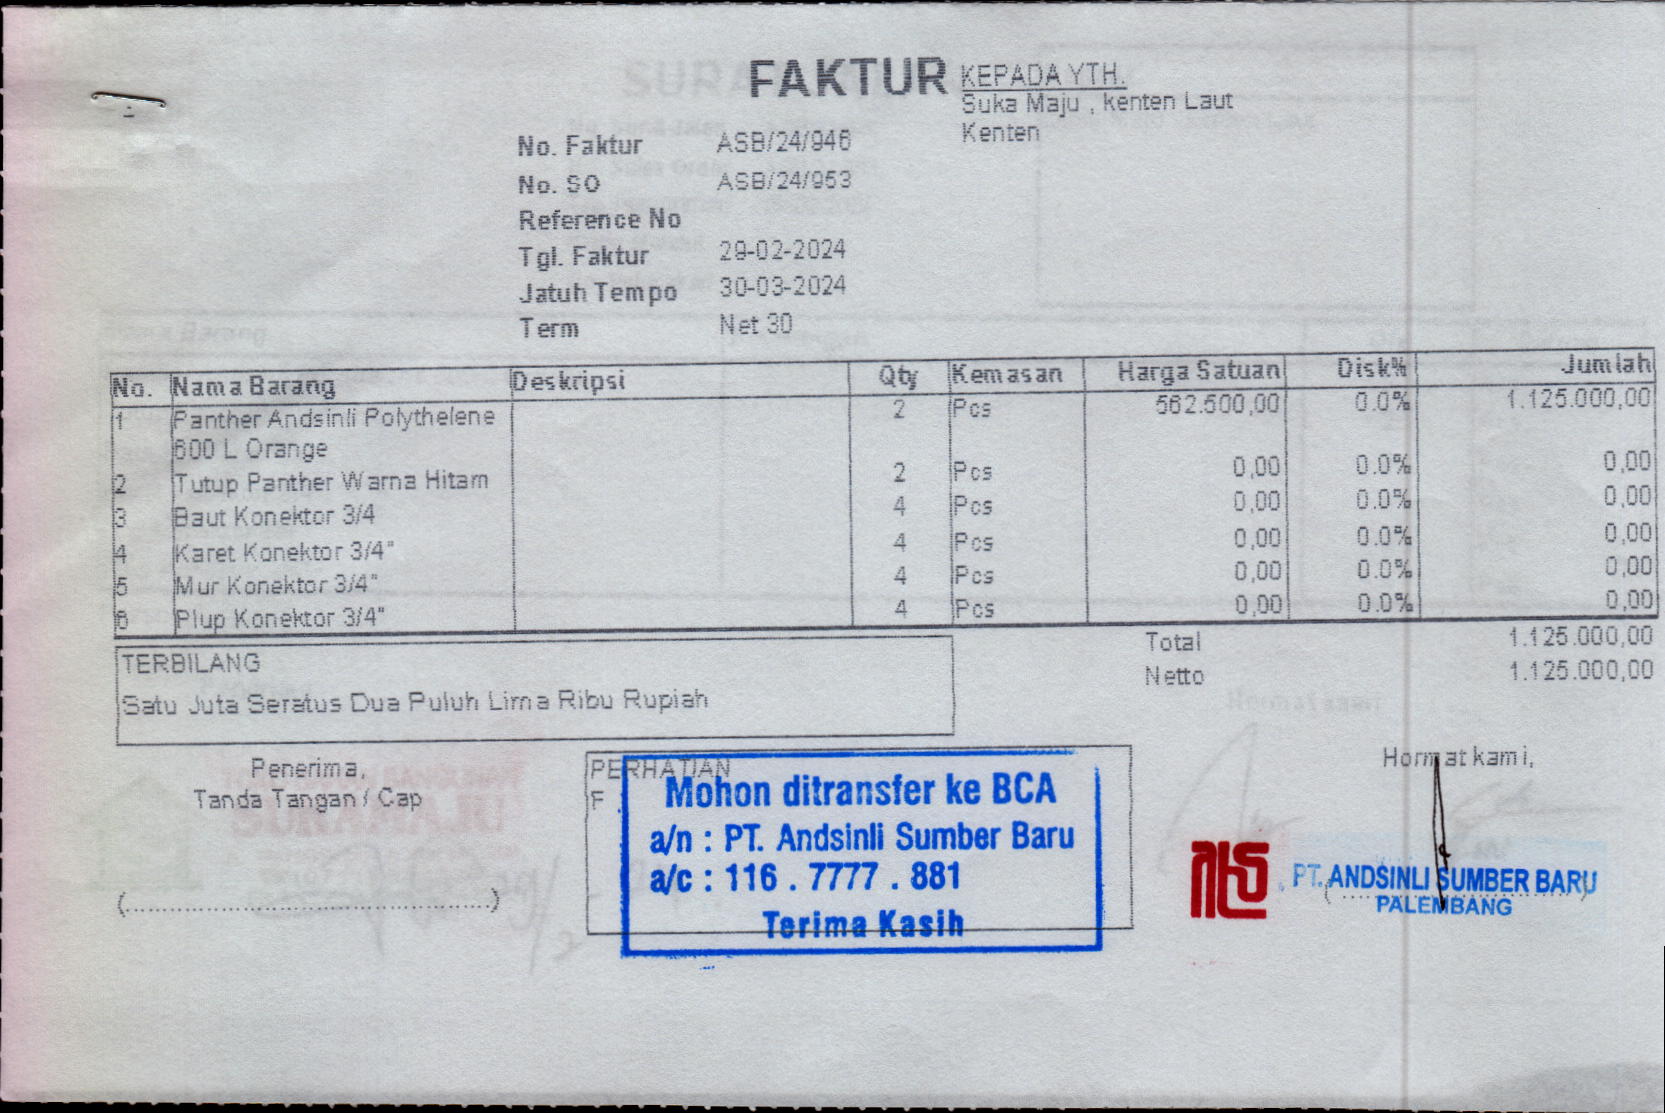 FAKTUR
KEPADA YTH.
Suka Maju , kenten Laut
Kenten
No. Faktur ASB/24/946
No. SO ASB/24/953
Reference No
Tgl. Faktur 29-02-2024
Jatuh Tempo 30-03-2024
Term Net 30
No. Nama Barang Deskripsi Qty Kemasan Harga Satuan Disk% Jumlah
1 Panther Andsinli Polythelene 2 Pcs 562.500,00 0.0% 1.125.000,00
600 L Orange
2 Tutup Panther Warna Hitam 2 Pcs 0,00 0.0% 0,00
3 Baut Konektor 3/4 4 Pcs 0,00 0.0% 0,00
4 Karet Konektor 3/4" 4 Pcs 0,00 0.0% 0,00
5 Mur Konektor 3/4" 4 Pcs 0,00 0.0% 0,00
6 Plup Konektor 3/4" 4 Pcs 0,00 0.0% 0,00
Total 1.125.000,00
Netto 1.125.000,00
TERBILANG
Satu Juta Seratus Dua Puluh Lima Ribu Rupiah
Penerima,
Tanda Tangan / Cap
(................................................)
PERHATIAN
F
Mohon ditransfer ke BCA
a/n : PT. Andsinli Sumber Baru
a/c : 116 . 7777 . 881
Terima Kasih
Hormat kami,
PT. ANDSINLI SUMBER BARU
PALEMBANG